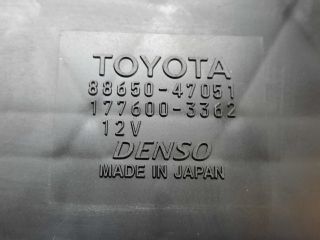 TOYOTA
88650-47051
177600-3362
12V
DENSO
MADE IN JAPAN